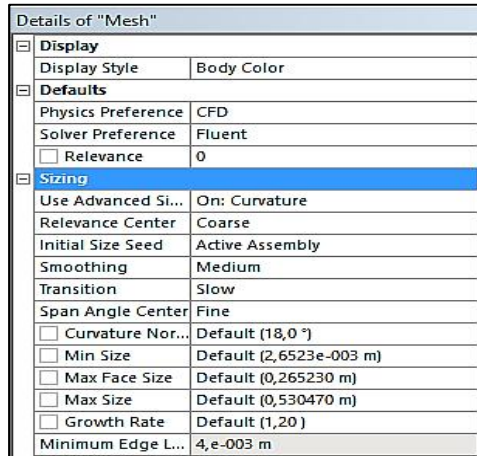 Details of "Mesh"
Display
Display Style Body Color
Defaults
Physics Preference CFD
Solver Preference Fluent
Relevance 0
Sizing
Use Advanced Si... On: Curvature
Relevance Center Coarse
Initial Size Seed Active Assembly
Smoothing Medium
Transition Slow
Span Angle Center Fine
Curvature Nor... Default (18,0 °)
Min Size Default (2,6523e-003 m)
Max Face Size Default (0,265230 m)
Max Size Default (0,530470 m)
Growth Rate Default (1,20 )
Minimum Edge L... 4,e-003 m